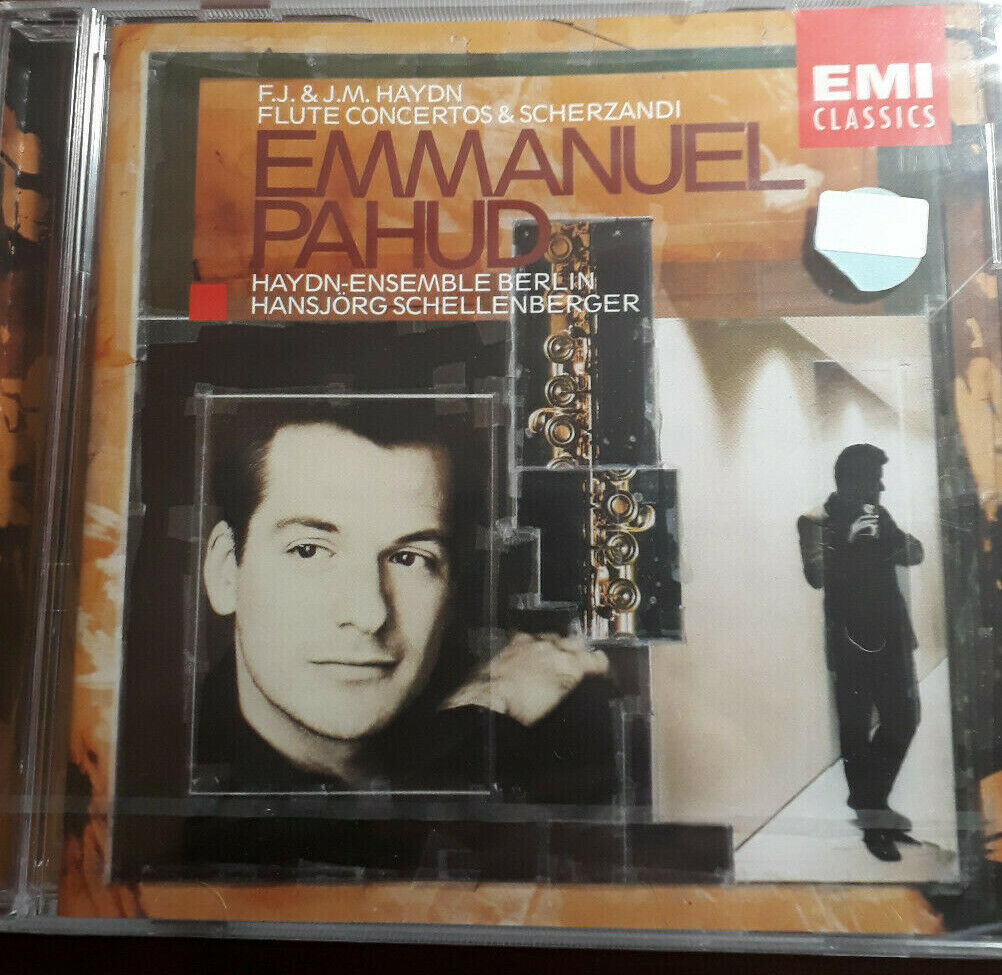 F.J. & J.M. HAYDN
FLUTE CONCERTOS & SCHERZANDI
EMMANUEL
PAHUD
HAYDN-ENSEMBLE BERLIN
HANSJÖRG SCHELLENBERGER
EMI
CLASSICS